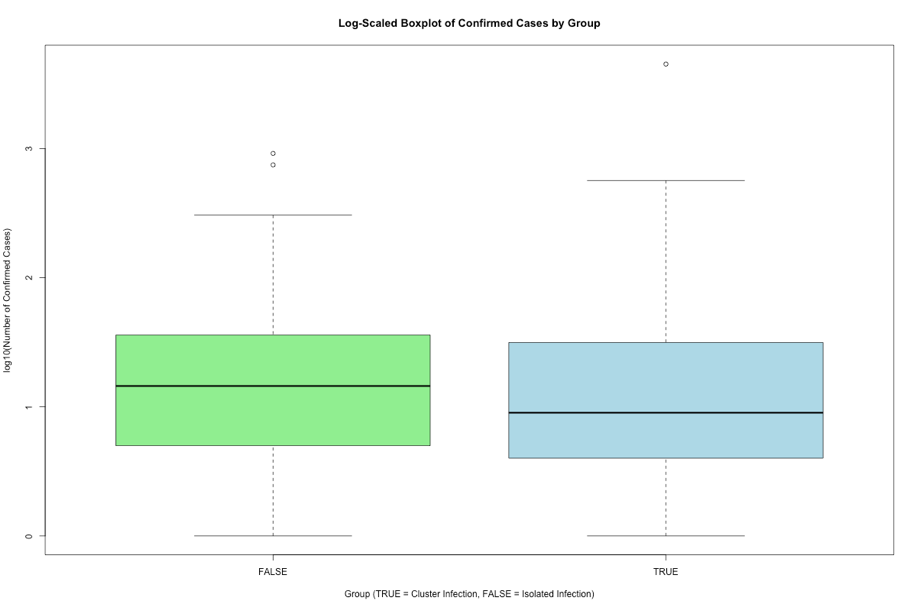 Log-Scaled Boxplot of Confirmed Cases by Group
log10(Number of Confirmed Cases)
3
2
1
0
FALSE TRUE
Group (TRUE = Cluster Infection, FALSE = Isolated Infection)